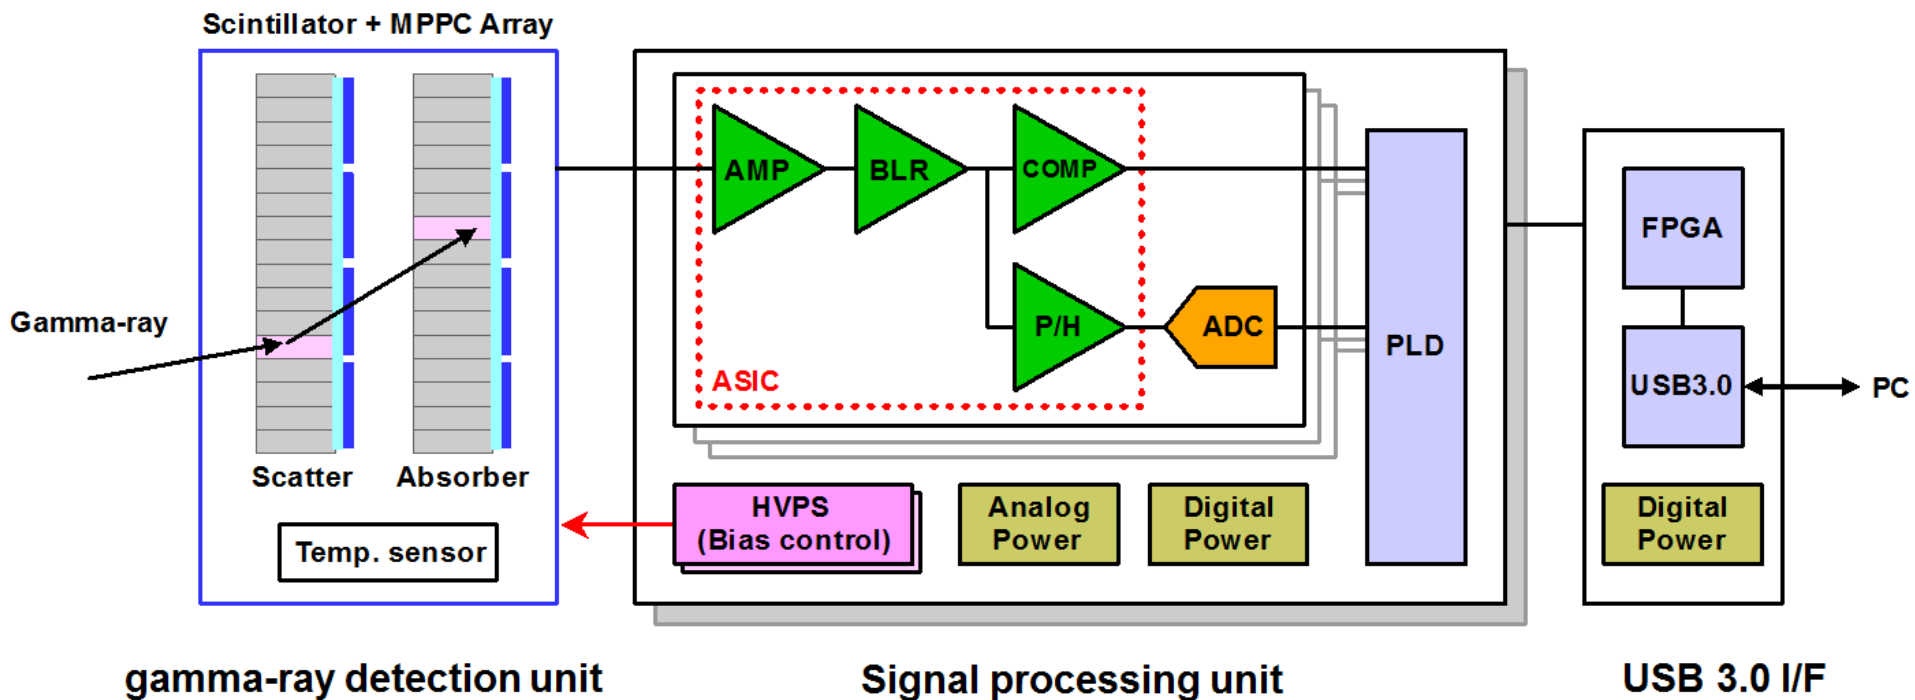 Scintillator + MPPC Array
Gamma-ray
Scatter
Absorber
Temp. sensor
AMP
BLR
COMP
P/H
ADC
ASIC
PLD
HVPS
(Bias control)
Analog
Power
Digital
Power
FPGA
USB3.0
PC
Digital
Power
gamma-ray detection unit
Signal processing unit
USB 3.0 I/F